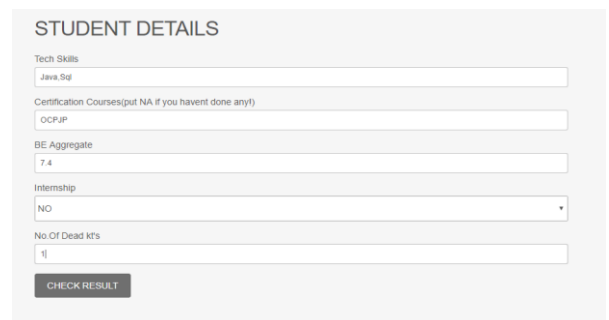 STUDENT DETAILS
Tech Skills
Java,Sql
Certification Courses(put NA if you havent done any!)
OCPJP
BE Aggregate
7.4
Internship
NO
No.Of Dead kt's
1
CHECK RESULT